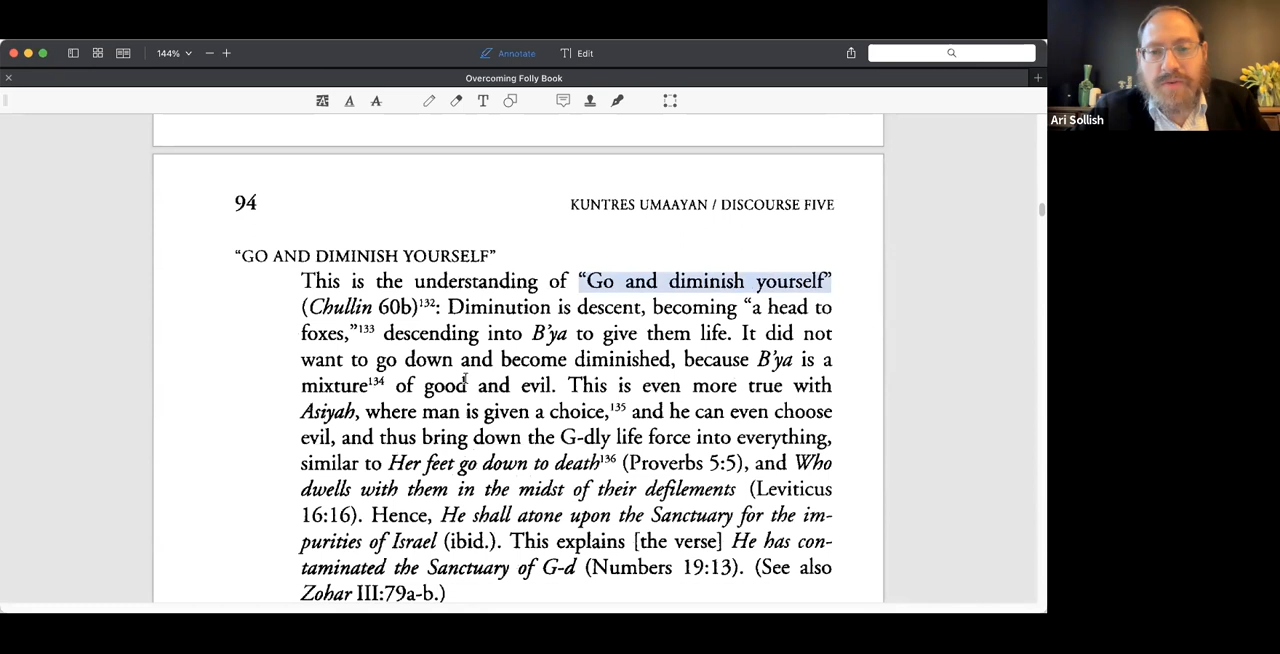 144%
Annotate
Edit
Overcoming Folly Book
Ari Sollish
94
KUNTRES UMAAYAN / DISCOURSE FIVE
“GO AND DIMINISH YOURSELF”
This is the understanding of “Go and diminish yourself”
(Chullin 60b)¹³²: Diminution is descent, becoming “a head to
foxes,”¹³³ descending into B’ya to give them life. It did not
want to go down and become diminished, because B’ya is a
mixture¹³⁴ of good and evil. This is even more true with
Asiyah, where man is given a choice,¹³⁵ and he can even choose
evil, and thus bring down the G-dly life force into everything,
similar to Her feet go down to death¹³⁶ (Proverbs 5:5), and Who
dwells with them in the midst of their defilements (Leviticus
16:16). Hence, He shall atone upon the Sanctuary for the im-
purities of Israel (ibid.). This explains [the verse] He has con-
taminated the Sanctuary of G-d (Numbers 19:13). (See also
Zohar III:79a-b.)